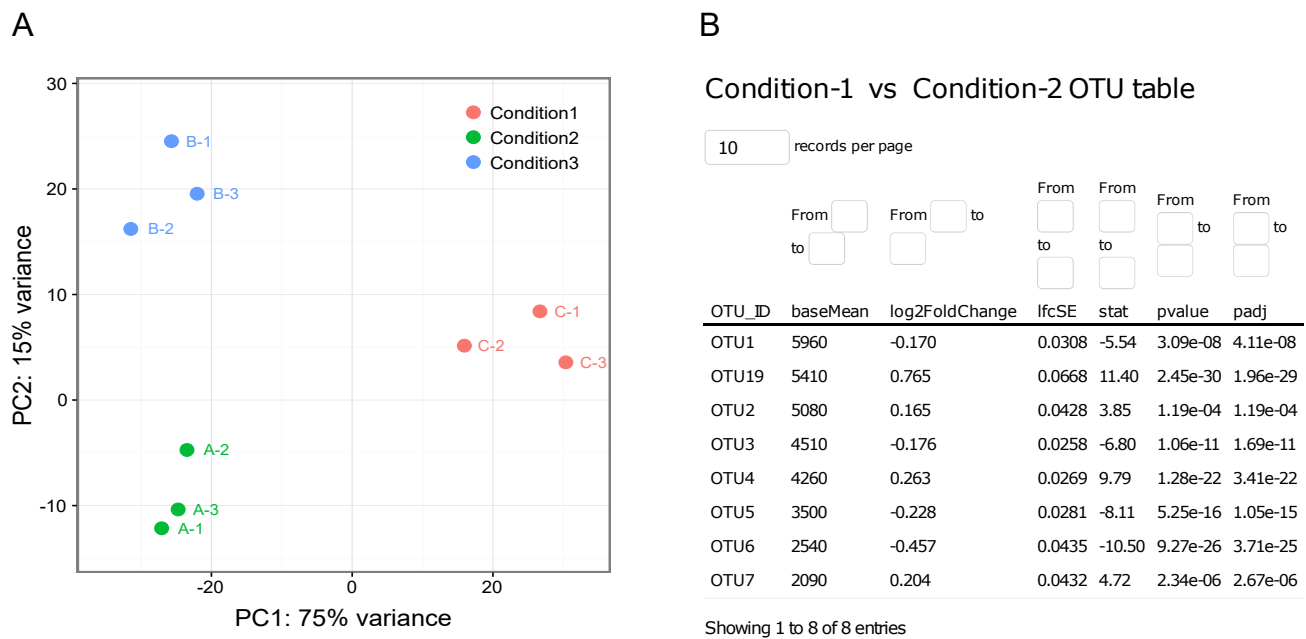 A
30
20
10
0
-10
-20
0
20
PC2: 15% variance
PC1: 75% variance
Condition1
Condition2
Condition3
B-1
B-3
B-2
C-1
C-2
C-3
A-2
A-3
A-1
B
Condition-1 vs Condition-2 OTU table
10 records per page
From to
From to
From to
From to
From to
From to
OTU_ID baseMean log2FoldChange lfcSE stat pvalue padj
OTU1 5960 -0.170 0.0308 -5.54 3.09e-08 4.11e-08
OTU19 5410 0.765 0.0668 11.40 2.45e-30 1.96e-29
OTU2 5080 0.165 0.0428 3.85 1.19e-04 1.19e-04
OTU3 4510 -0.176 0.0258 -6.80 1.06e-11 1.69e-11
OTU4 4260 0.263 0.0269 9.79 1.28e-22 3.41e-22
OTU5 3500 -0.228 0.0281 -8.11 5.25e-16 1.05e-15
OTU6 2540 -0.457 0.0435 -10.50 9.27e-26 3.71e-25
OTU7 2090 0.204 0.0432 4.72 2.34e-06 2.67e-06
Showing 1 to 8 of 8 entries